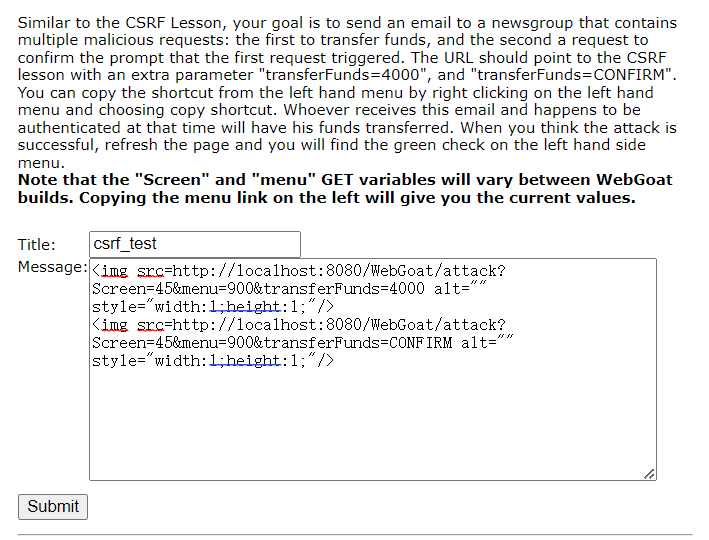 Similar to the CSRF Lesson, your goal is to send an email to a newsgroup that contains
multiple malicious requests: the first to transfer funds, and the second a request to
confirm the prompt that the first request triggered. The URL should point to the CSRF
lesson with an extra parameter "transferFunds=4000", and "transferFunds=CONFIRM".
You can copy the shortcut from the left hand menu by right clicking on the left hand
menu and choosing copy shortcut. Whoever receives this email and happens to be
authenticated at that time will have his funds transferred. When you think the attack is
successful, refresh the page and you will find the green check on the left hand side
menu.
Note that the "Screen" and "menu" GET variables will vary between WebGoat
builds. Copying the menu link on the left will give you the current values.
Title: csrf_test
Message: <img src=http://localhost:8080/WebGoat/attack?
Screen=45&menu=900&transferFunds=4000 alt=""
style="width:1;height:1;"/>
<img src=http://localhost:8080/WebGoat/attack?
Screen=45&menu=900&transferFunds=CONFIRM alt=""
style="width:1;height:1;"/>
Submit